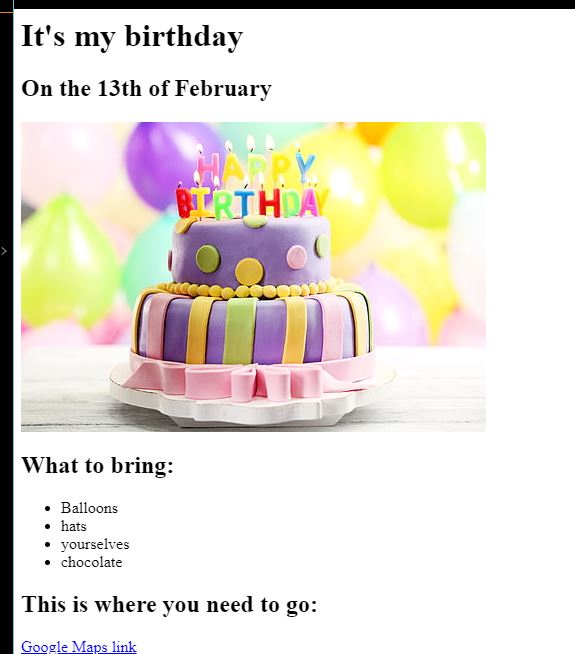 It's my birthday
On the 13th of February
HAPPY
BIRTHDAY
What to bring:
Balloons
hats
yourselves
chocolate
This is where you need to go:
Google Maps link